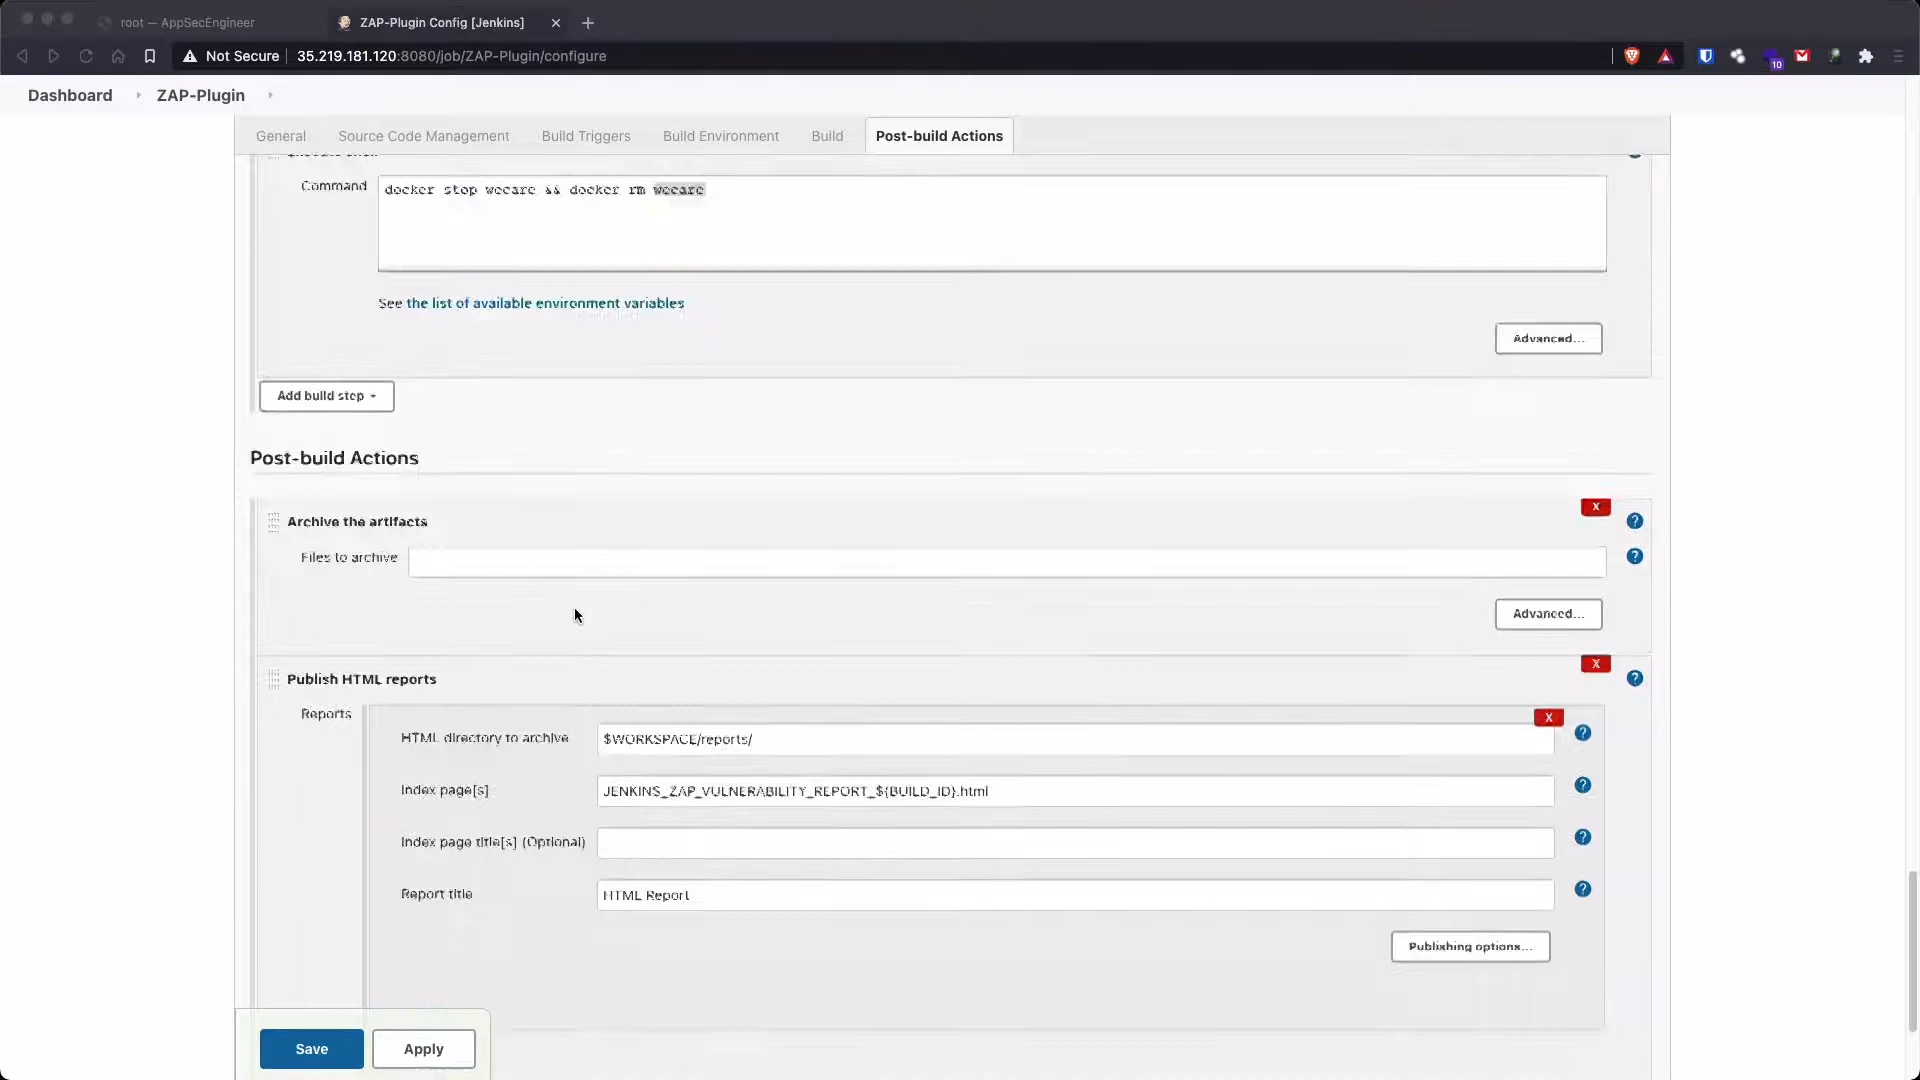 root — AppSecEngineer
ZAP-Plugin Config [Jenkins]
Not Secure
35.219.181.120:8080/job/ZAP-Plugin/configure
10
Dashboard
ZAP-Plugin
General
Source Code Management
Build Triggers
Build Environment
Build
Post-build Actions
Command
docker stop wecare && docker rm wecare
See the list of available environment variables
Advanced...
Add build step
Post-build Actions
X
Archive the artifacts
?
Files to archive
?
Advanced...
X
Publish HTML reports
?
Reports
X
HTML directory to archive
$WORKSPACE/reports/
?
Index page[s]
JENKINS_ZAP_VULNERABILITY_REPORT_${BUILD_ID}.html
?
Index page title[s] (Optional)
?
Report title
HTML Report
?
Publishing options...
Save
Apply